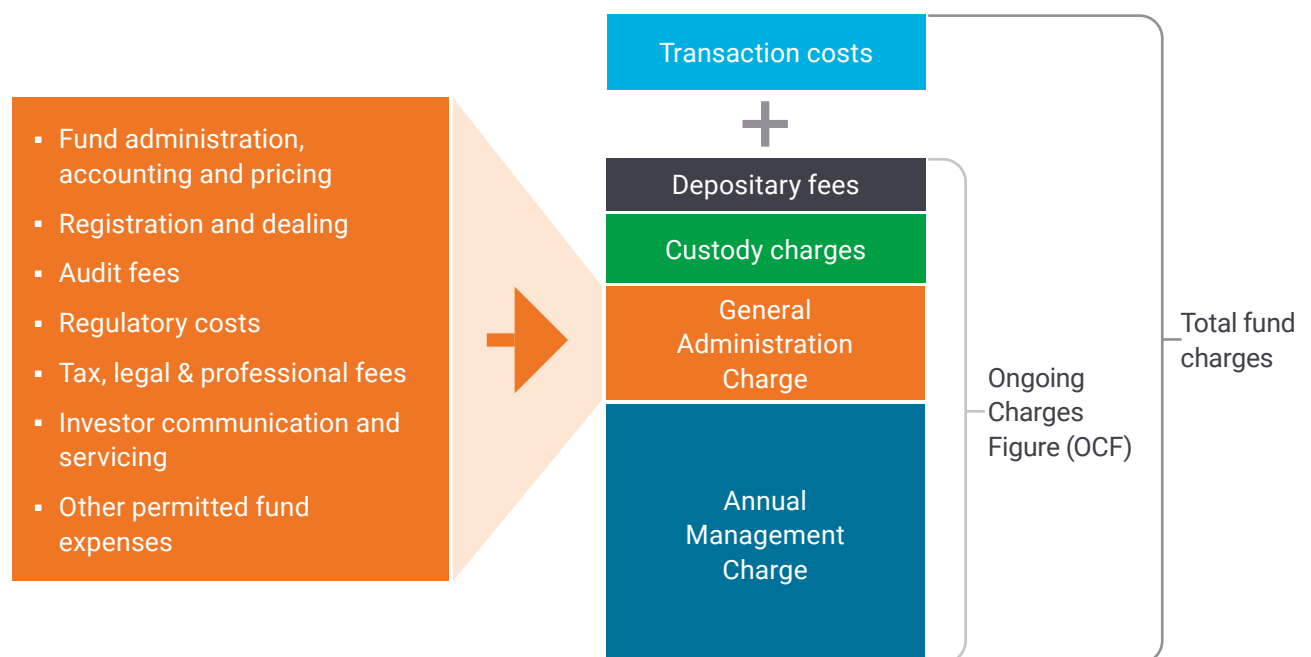 ▪ Fund administration,
accounting and pricing
▪ Registration and dealing
▪ Audit fees
▪ Regulatory costs
▪ Tax, legal & professional fees
▪ Investor communication and
servicing
▪ Other permitted fund
expenses
Transaction costs
+
Depositary fees
Custody charges
General
Administration
Charge
Annual
Management
Charge
Ongoing
Charges
Figure (OCF)
Total fund
charges